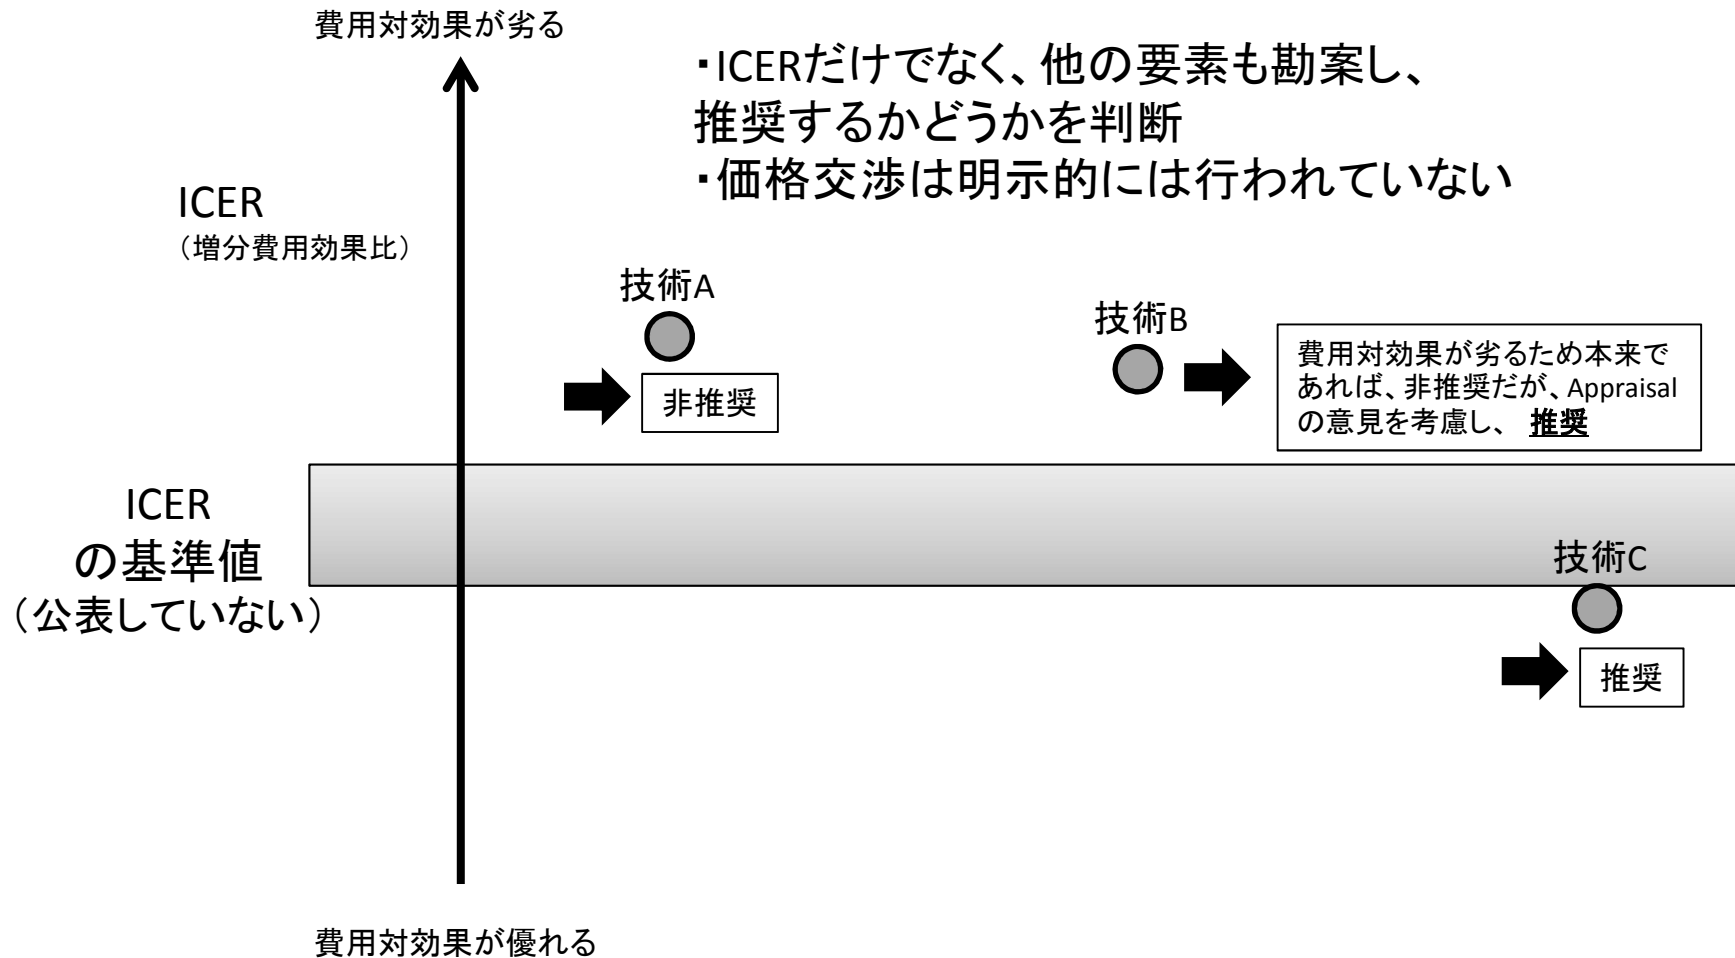 費用対効果が劣る
・ICERだけでなく、他の要素も勘案し、
推奨するかどうかを判断
・価格交渉は明示的には行われていない
ICER
（増分費用効果比）
技術A
非推奨
技術B
費用対効果が劣るため本来で
あれば、非推奨だが、Appraisal
の意見を考慮し、 推奨
ICER
の基準値
（公表していない）
技術C
推奨
費用対効果が優れる